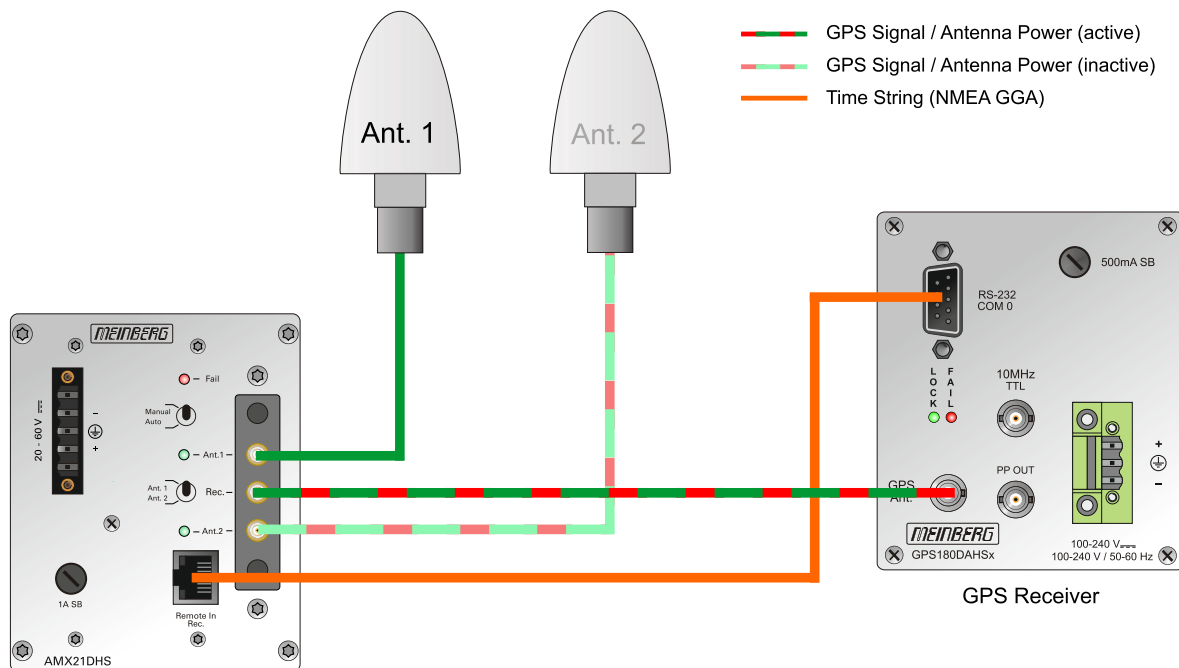 GPS Signal / Antenna Power (active)
GPS Signal / Antenna Power (inactive)
Time String (NMEA GGA)
Ant. 1
Ant. 2
MEINBERG
Fail
Manual
Auto
20 - 60 V
-
+
Ant.1
Ant. 1
Ant. 2
Rec.
Ant.2
1A SB
Remote In
Rec.
AMX21DHS
500mA SB
RS-232
COM 0
LOCK
FAIL
10MHz
TTL
GPS
Ant.
PP OUT
+
-
MEINBERG
GPS180DAHSx
100-240 V
100-240 V / 50-60 Hz
GPS Receiver